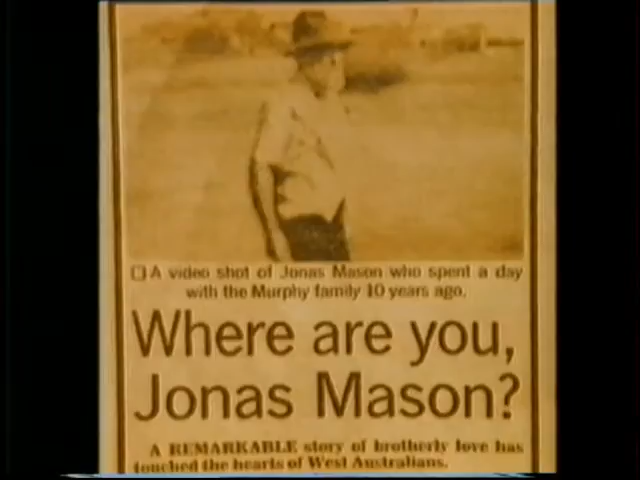 ❏ A video shot of Jonas Mason who spent a day
with the Murphy family 10 years ago.
Where are you,
Jonas Mason?
A REMARKABLE story of brotherly love has
touched the hearts of West Australians.